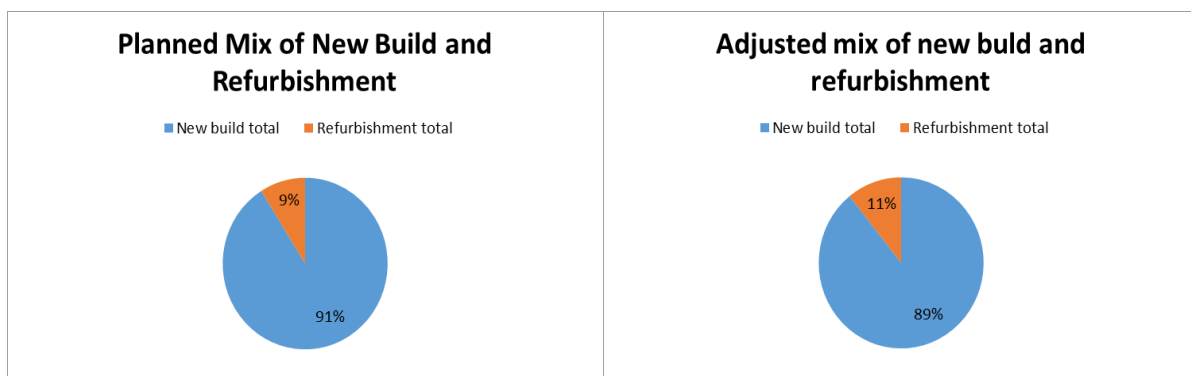 Planned Mix of New Build and
Refurbishment
New build total Refurbishment total
9%
91%
Adjusted mix of new buld and
refurbishment
New build total Refurbishment total
11%
89%